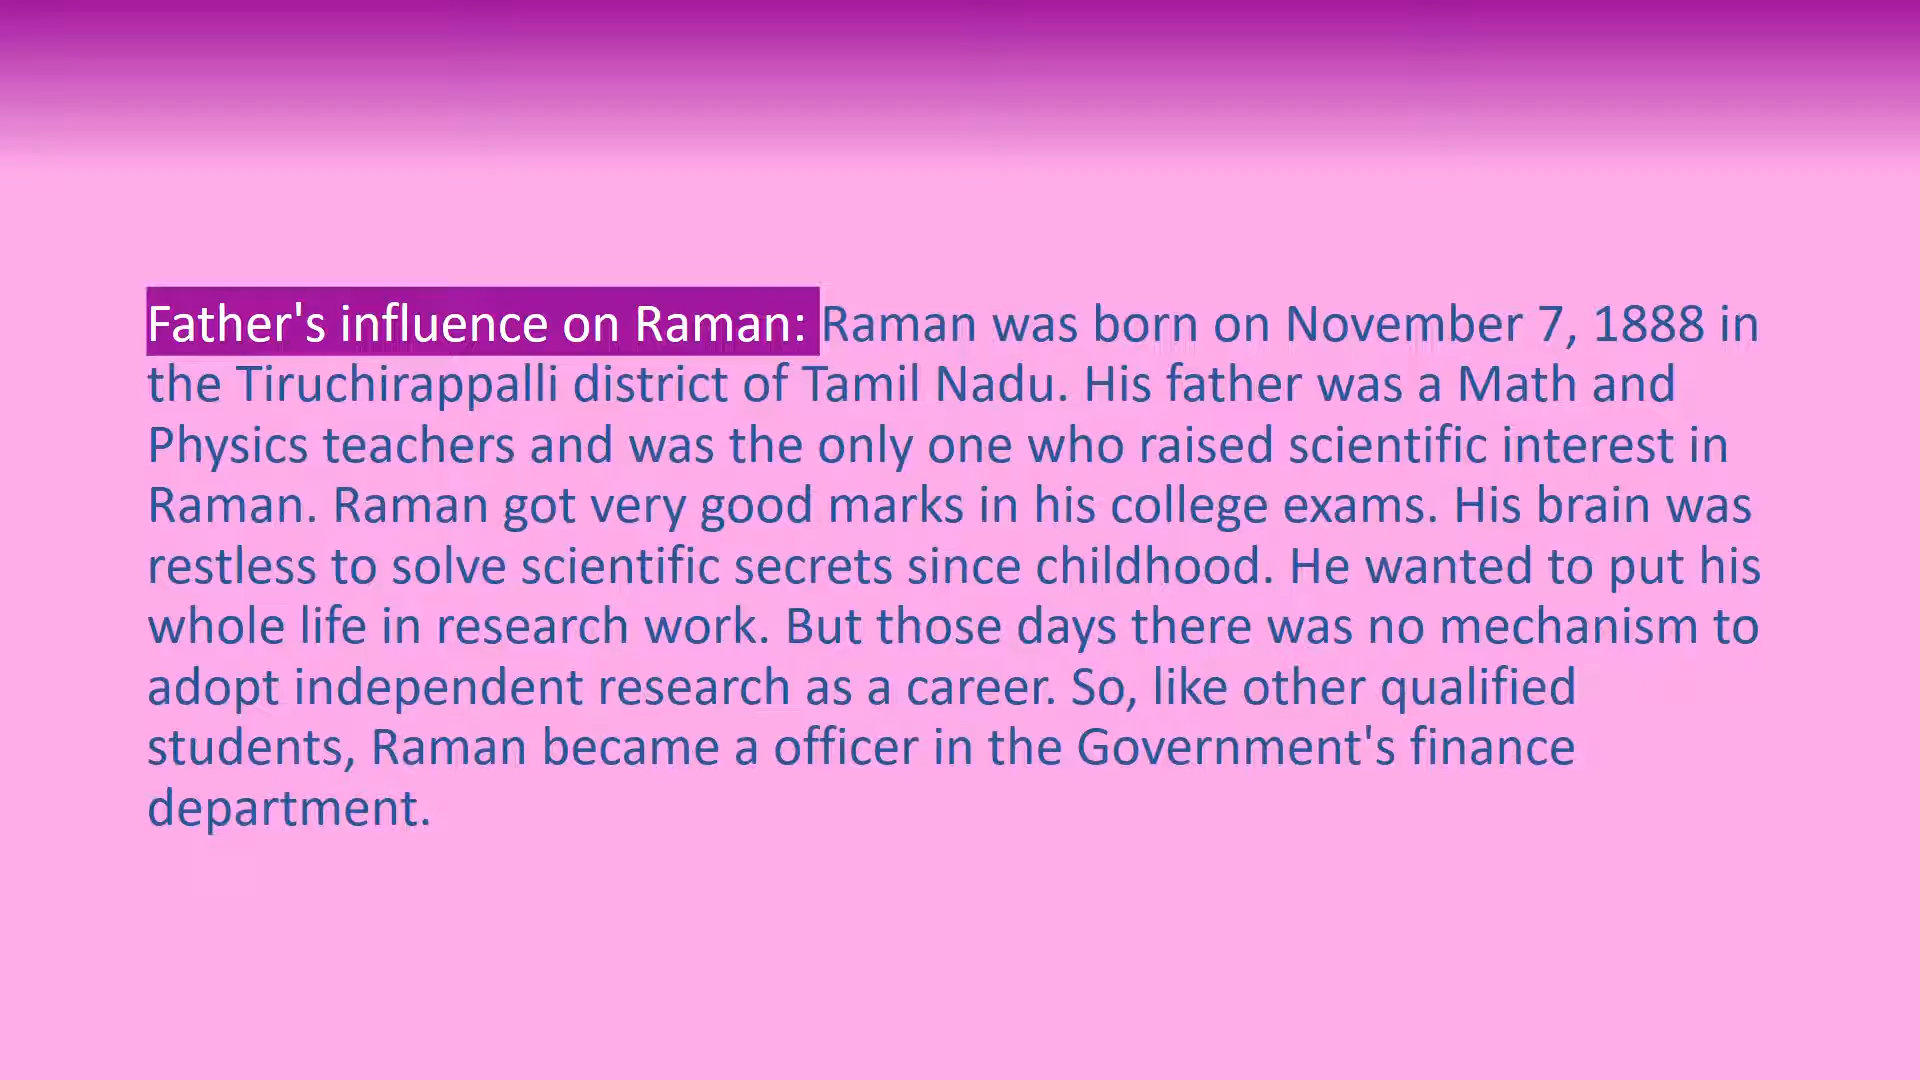 Father's influence on Raman: Raman was born on November 7, 1888 in
the Tiruchirappalli district of Tamil Nadu. His father was a Math and
Physics teachers and was the only one who raised scientific interest in
Raman. Raman got very good marks in his college exams. His brain was
restless to solve scientific secrets since childhood. He wanted to put his
whole life in research work. But those days there was no mechanism to
adopt independent research as a career. So, like other qualified
students, Raman became a officer in the Government's finance
department.